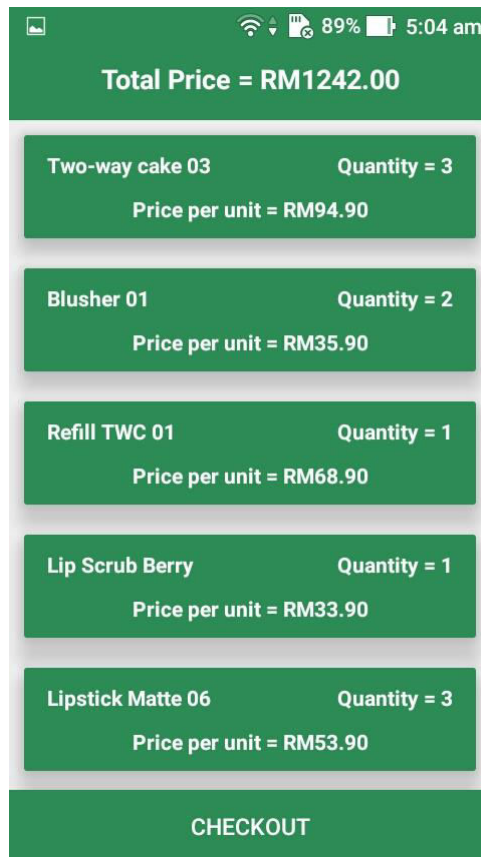 89% 5:04 am
Total Price = RM1242.00
Two-way cake 03 Quantity = 3
Price per unit = RM94.90
Blusher 01 Quantity = 2
Price per unit = RM35.90
Refill TWC 01 Quantity = 1
Price per unit = RM68.90
Lip Scrub Berry Quantity = 1
Price per unit = RM33.90
Lipstick Matte 06 Quantity = 3
Price per unit = RM53.90
CHECKOUT